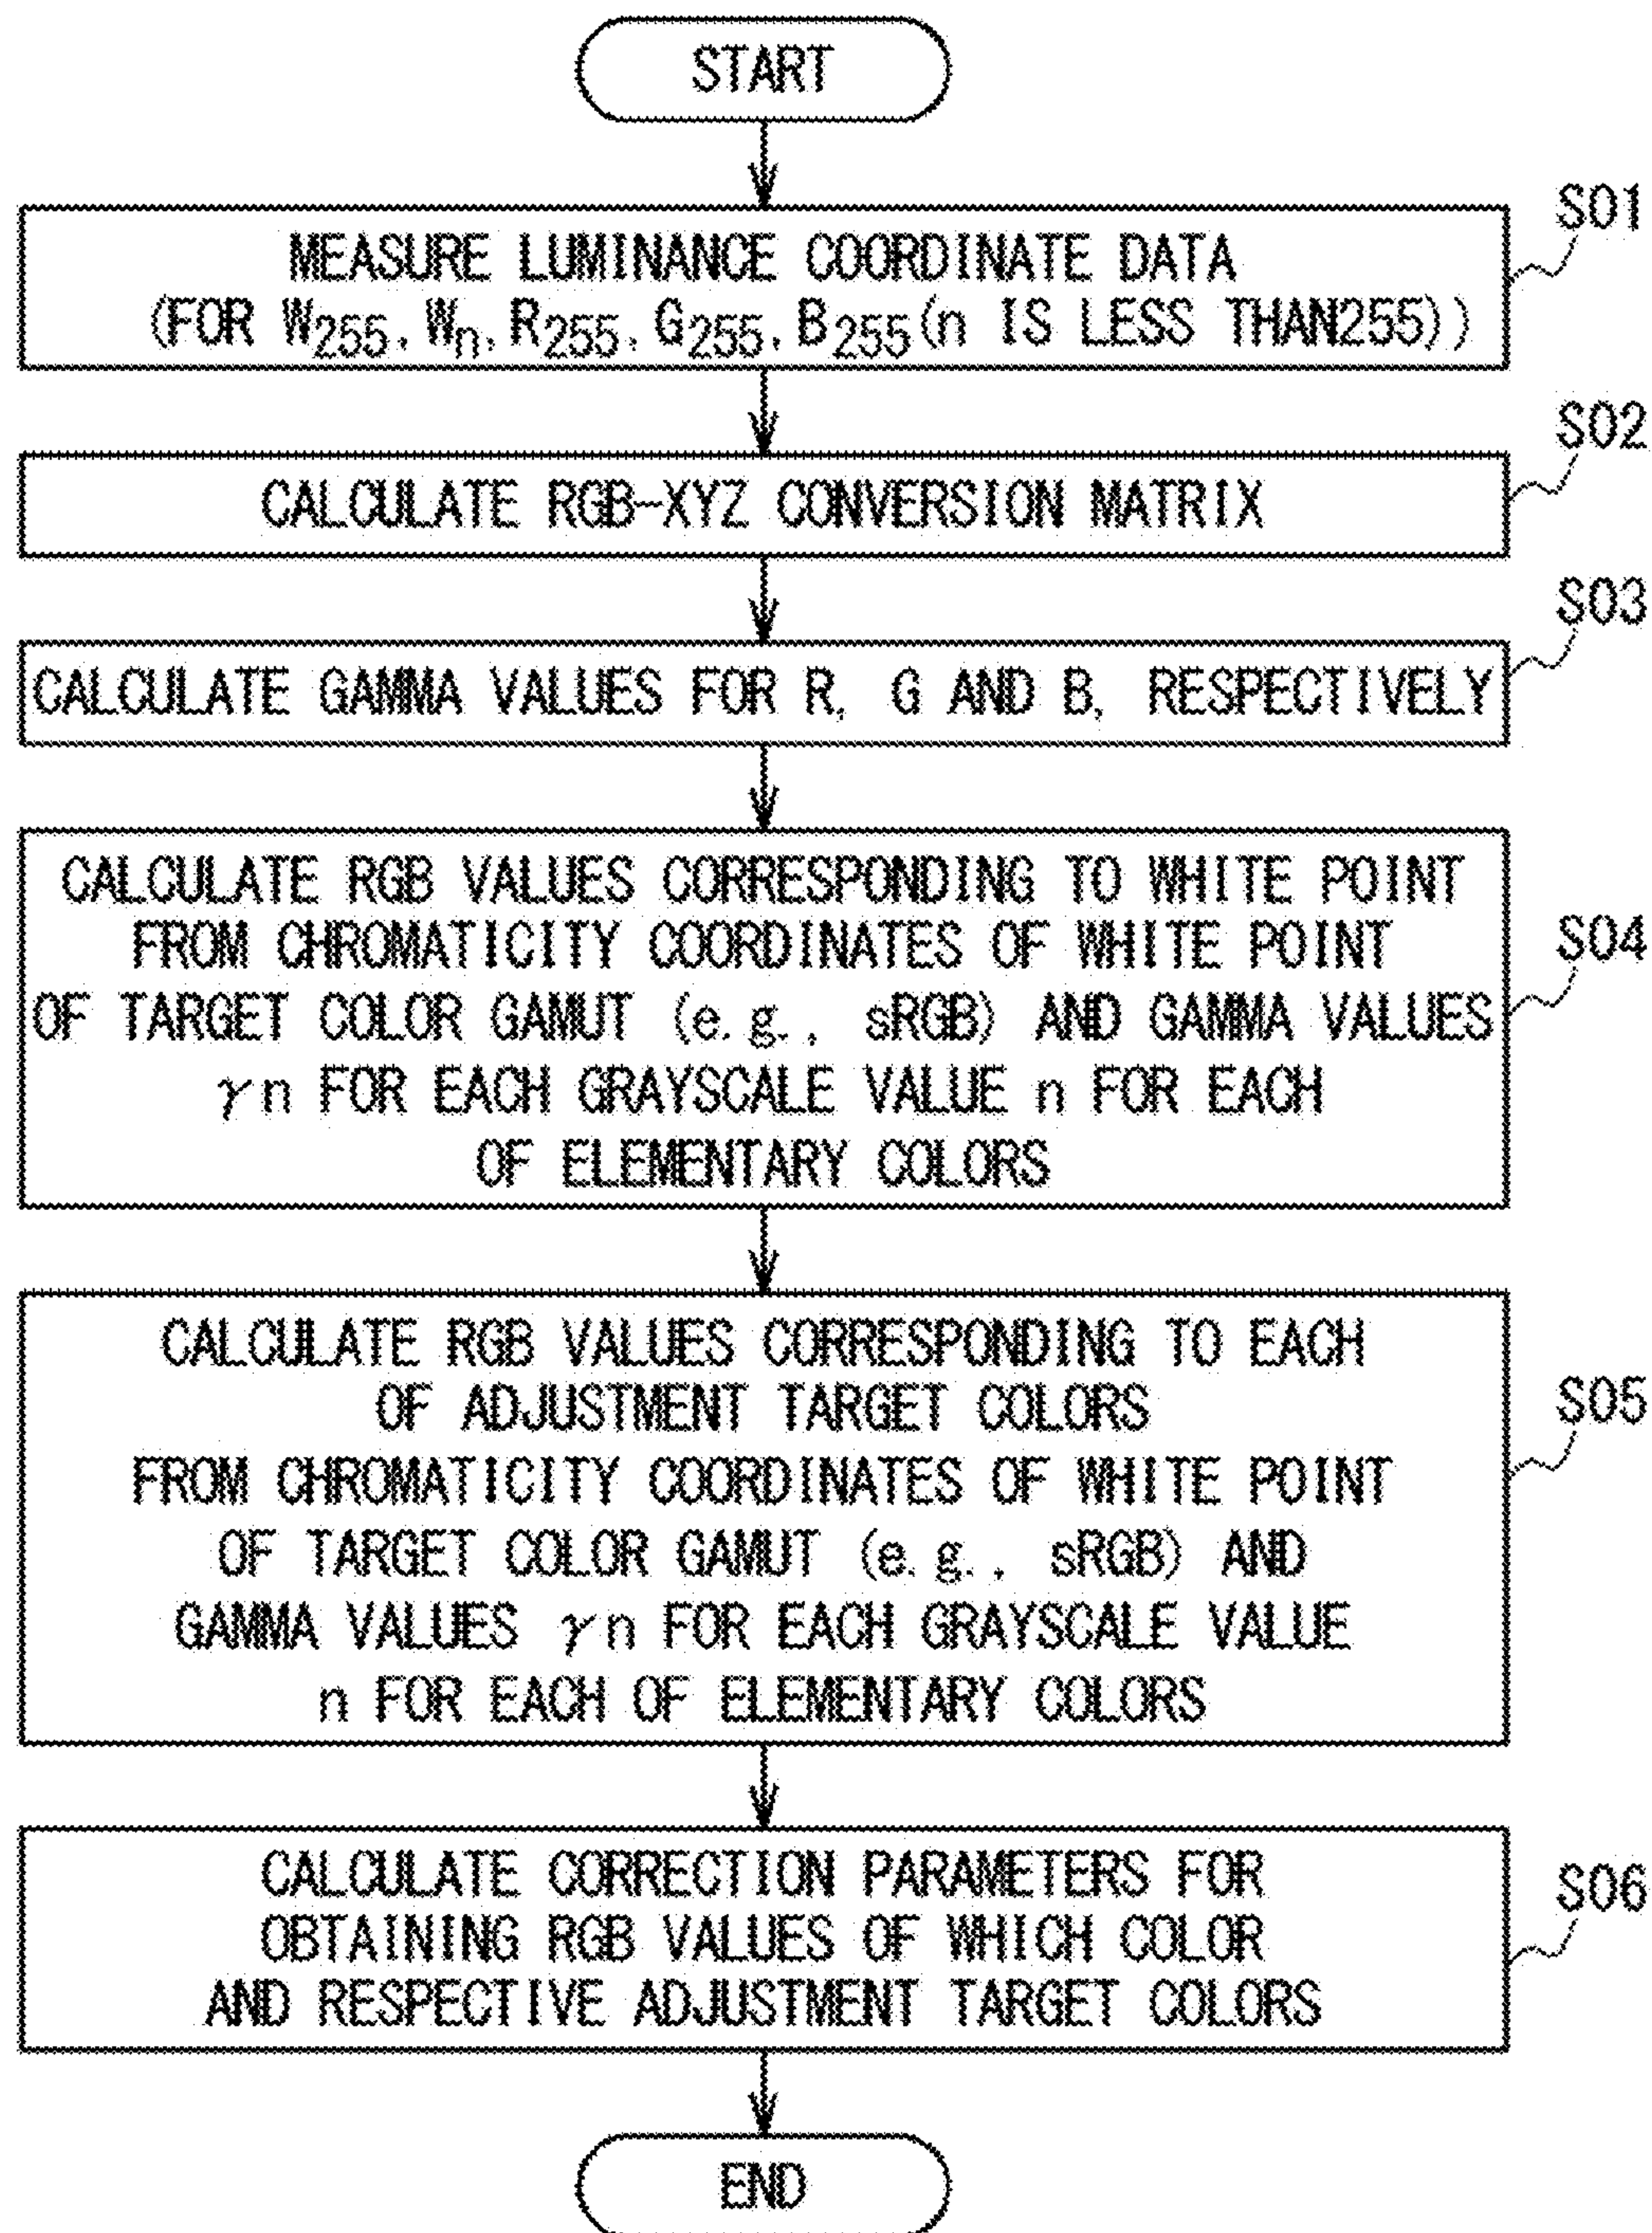 START
S01
MEASURE LUMINANCE COORDINATE DATA
(FOR W255, Wn, R255, G255, B255(n IS LESS THAN255))
S02
CALCULATE RGB-XYZ CONVERSION MATRIX
S03
CALCULATE GAMMA VALUES FOR R, G AND B, RESPECTIVELY
CALCULATE RGB VALUES CORRESPONDING TO WHITE POINT
FROM CHROMATICITY COORDINATES OF WHITE POINT
S04
OF TARGET COLOR GAMUT (e.g., sRGB) AND GAMMA VALUES
γn FOR EACH GRAYSCALE VALUE n FOR EACH
OF ELEMENTARY COLORS
CALCULATE RGB VALUES CORRESPONDING TO EACH
OF ADJUSTMENT TARGET COLORS
S05
FROM CHROMATICITY COORDINATES OF WHITE POINT
OF TARGET COLOR GAMUT (e.g., sRGB) AND
GAMMA VALUES γn FOR EACH GRAYSCALE VALUE
n FOR EACH OF ELEMENTARY COLORS
CALCULATE CORRECTION PARAMETERS FOR
S06
OBTAINING RGB VALUES OF WHICH COLOR
AND RESPECTIVE ADJUSTMENT TARGET COLORS
END